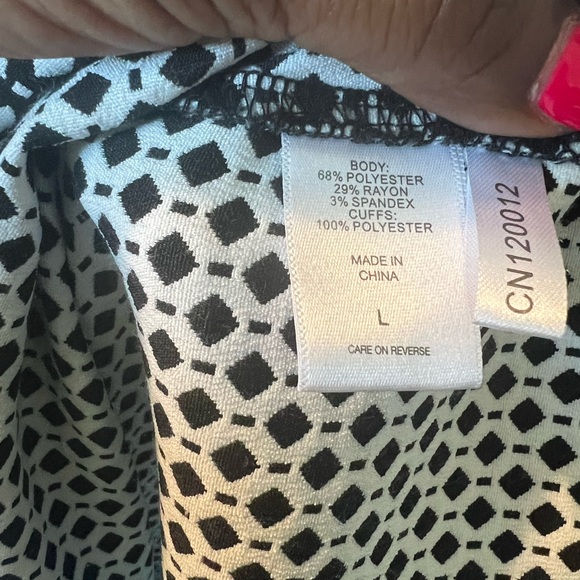 BODY:
68% POLYESTER
29% RAYON
3% SPANDEX
CUFFS:
100% POLYESTER
MADE IN
CHINA
L
CARE ON REVERSE
CN120012